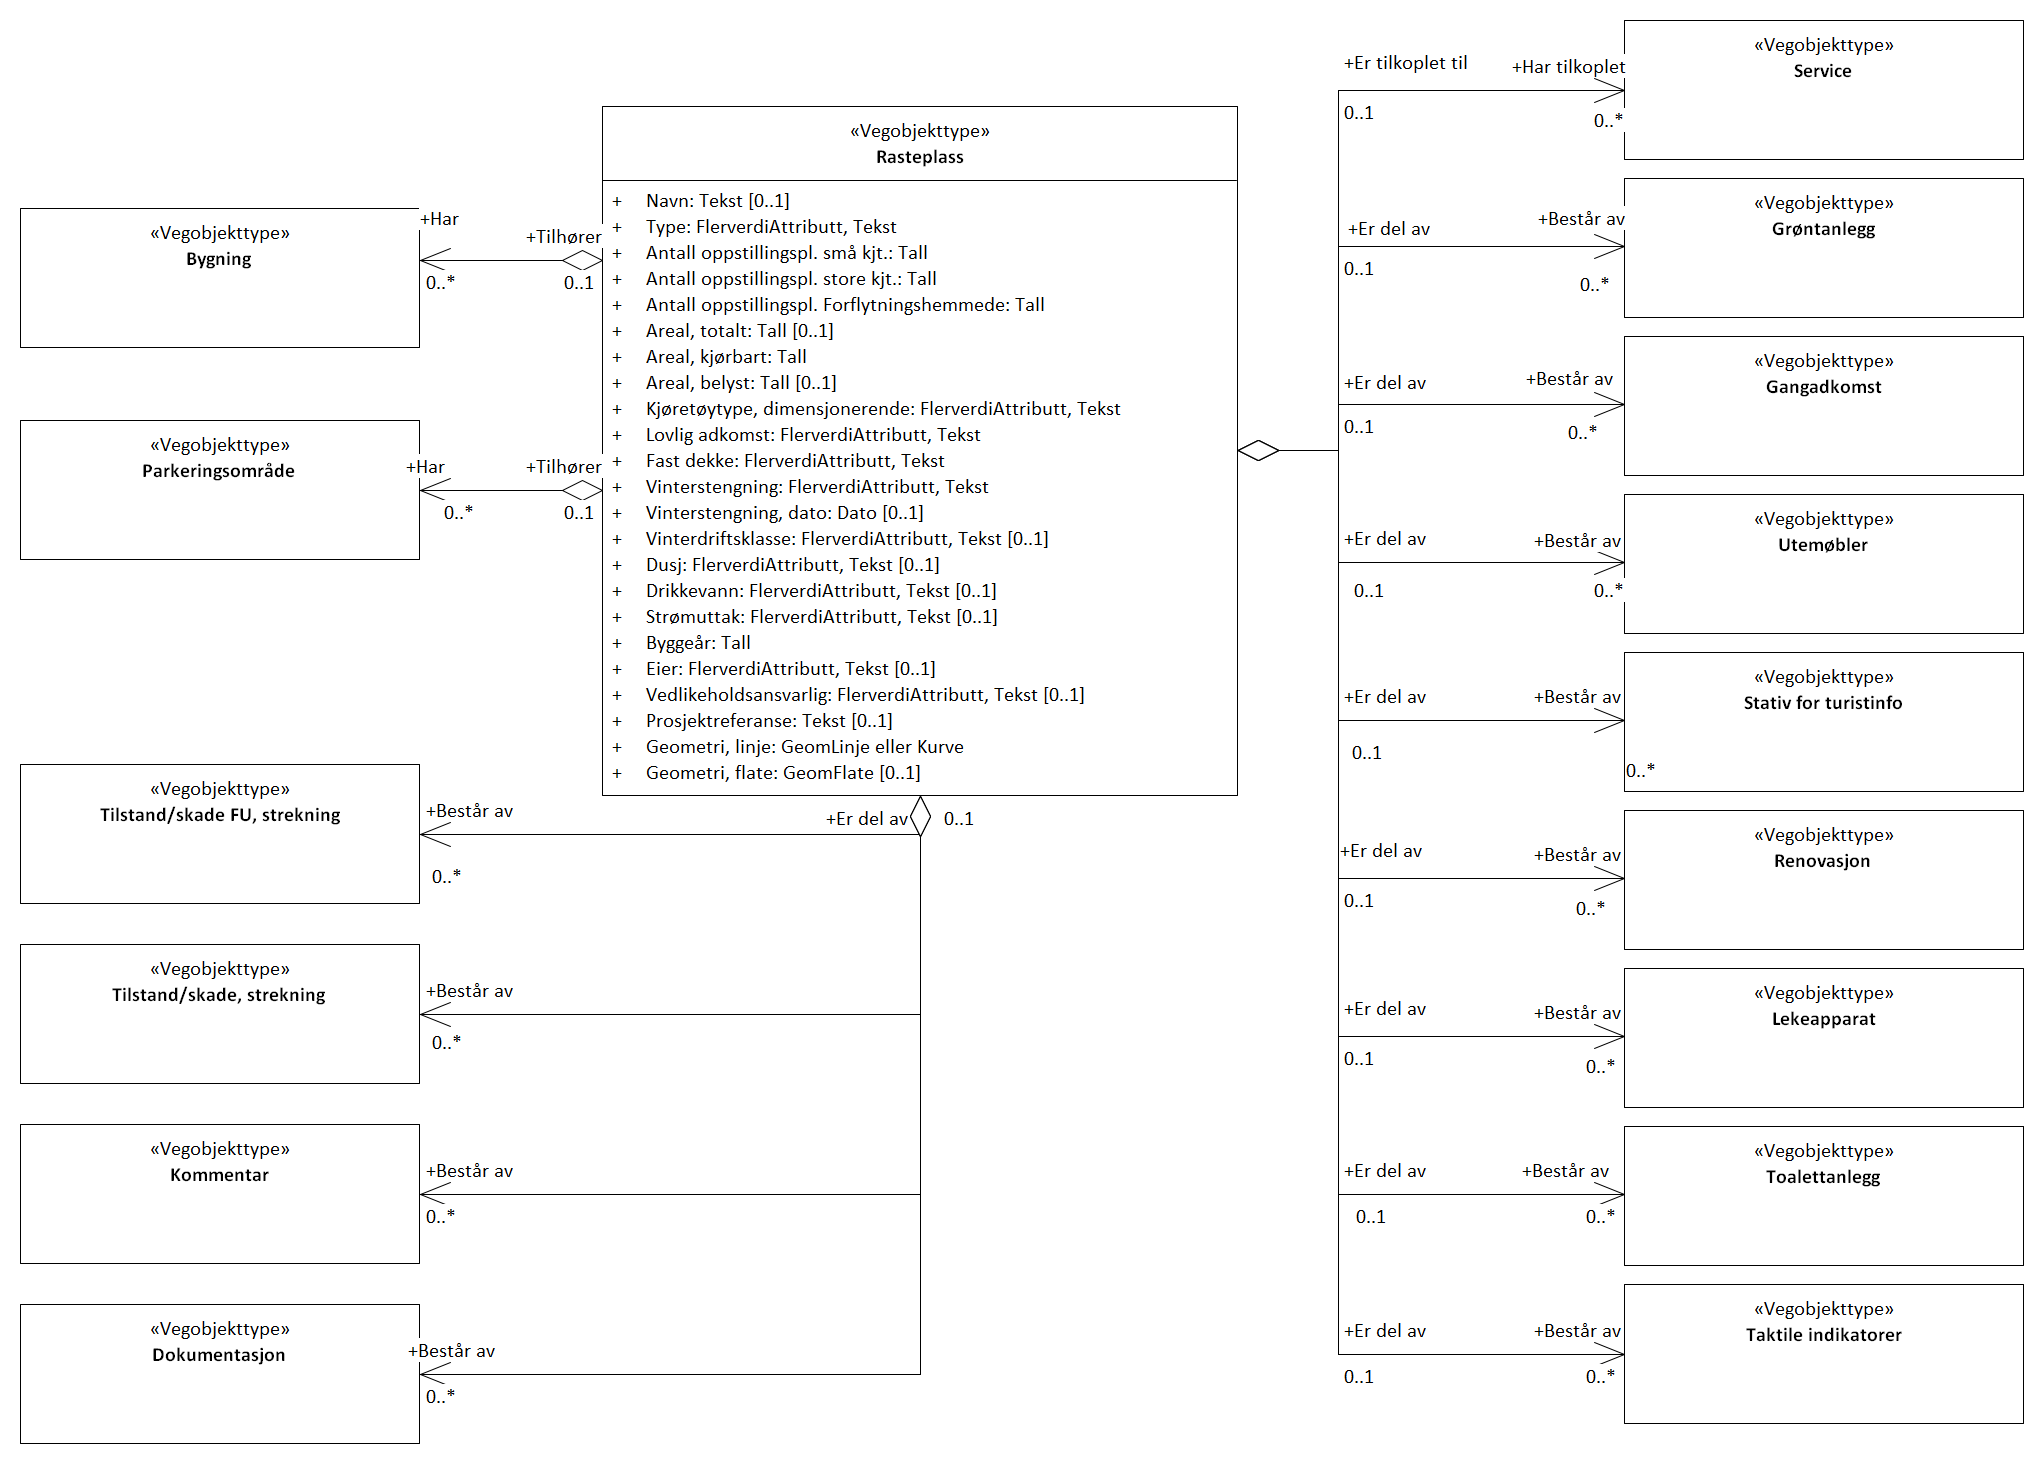 «Vegobjekttype»
Rasteplass
+ Navn: Tekst [0..1]
+ Type: FlerverdiAttributt, Tekst
+ Antall oppstillingspl. små kjt.: Tall
+ Antall oppstillingspl. store kjt.: Tall
+ Antall oppstillingspl. Forflytningshemmede: Tall
+ Areal, totalt: Tall [0..1]
+ Areal, kjørbart: Tall
+ Areal, belyst: Tall [0..1]
+ Kjøretøytype, dimensjonerende: FlerverdiAttributt, Tekst
+ Lovlig adkomst: FlerverdiAttributt, Tekst
+ Fast dekke: FlerverdiAttributt, Tekst
+ Vinterstengning: FlerverdiAttributt, Tekst
+ Vinterstengning, dato: Dato [0..1]
+ Vinterdriftsklasse: FlerverdiAttributt, Tekst [0..1]
+ Dusj: FlerverdiAttributt, Tekst [0..1]
+ Drikkevann: FlerverdiAttributt, Tekst [0..1]
+ Strømuttak: FlerverdiAttributt, Tekst [0..1]
+ Byggeår: Tall
+ Eier: FlerverdiAttributt, Tekst [0..1]
+ Vedlikeholdsansvarlig: FlerverdiAttributt, Tekst [0..1]
+ Prosjektreferanse: Tekst [0..1]
+ Geometri, linje: GeomLinje eller Kurve
+ Geometri, flate: GeomFlate [0..1]
«Vegobjekttype»
Bygning
+Har
0..*
+Tilhører
0..1
«Vegobjekttype»
Parkeringsområde
+Har
0..*
+Tilhører
0..1
+Er del av
0..1
«Vegobjekttype»
Tilstand/skade FU, strekning
+Består av
0..*
«Vegobjekttype»
Tilstand/skade, strekning
+Består av
0..*
«Vegobjekttype»
Kommentar
+Består av
0..*
«Vegobjekttype»
Dokumentasjon
+Består av
0..*
+Er tilkoplet til
0..1
+Har tilkoplet
0..*
«Vegobjekttype»
Service
+Er del av
0..1
+Består av
0..*
«Vegobjekttype»
Grøntanlegg
+Er del av
0..1
+Består av
0..*
«Vegobjekttype»
Gangadkomst
+Er del av
0..1
+Består av
0..*
«Vegobjekttype»
Utemøbler
+Er del av
0..1
+Består av
0..*
«Vegobjekttype»
Stativ for turistinfo
+Er del av
0..1
+Består av
0..*
«Vegobjekttype»
Renovasjon
+Er del av
0..1
+Består av
0..*
«Vegobjekttype»
Lekeapparat
+Er del av
0..1
+Består av
0..*
«Vegobjekttype»
Toalettanlegg
+Er del av
0..1
+Består av
0..*
«Vegobjekttype»
Taktile indikatorer